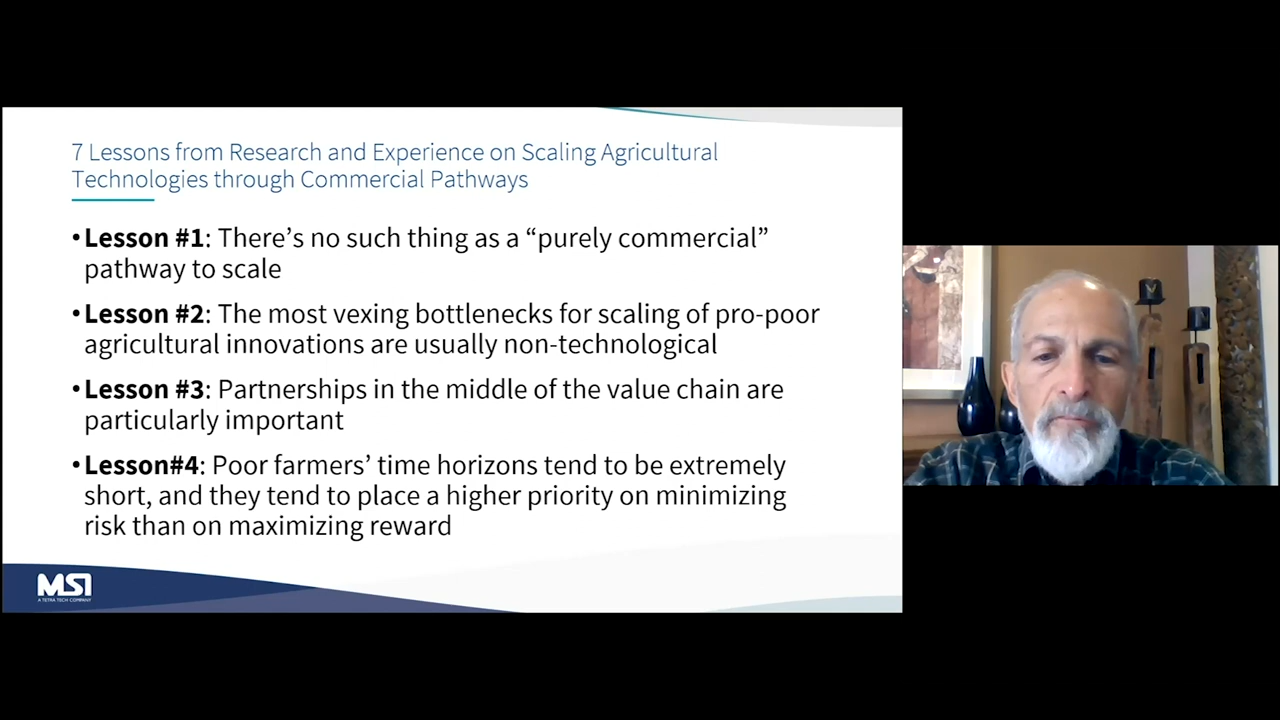 7 Lessons from Research and Experience on Scaling Agricultural
Technologies through Commercial Pathways
•Lesson #1: There’s no such thing as a “purely commercial”
pathway to scale
•Lesson #2: The most vexing bottlenecks for scaling of pro-poor
agricultural innovations are usually non-technological
•Lesson #3: Partnerships in the middle of the value chain are
particularly important
•Lesson#4: Poor farmers’ time horizons tend to be extremely
short, and they tend to place a higher priority on minimizing
risk than on maximizing reward
MSI
A TETRA TECH COMPANY